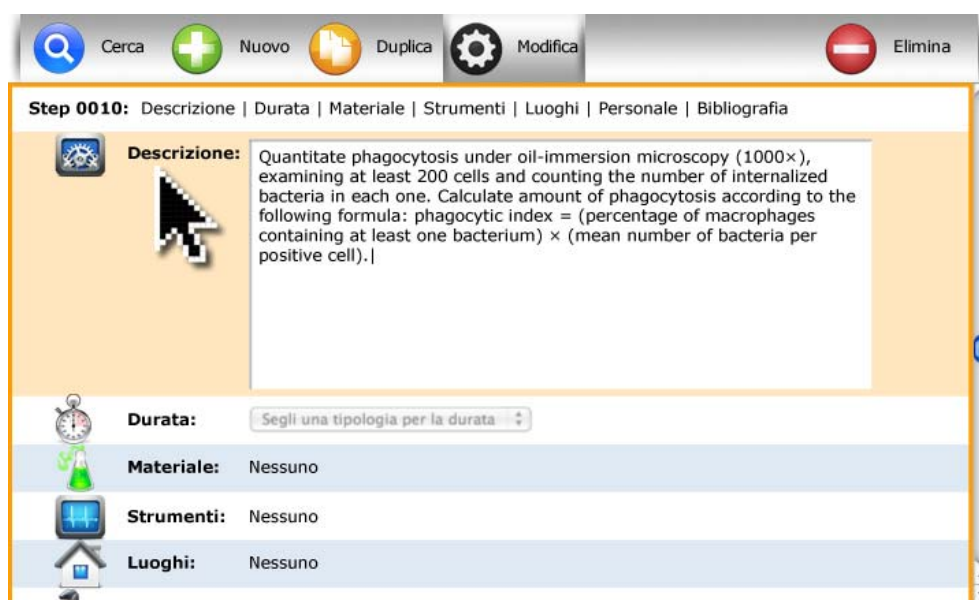 Cerca Nuovo Duplica Modifica Elimina
Step 0010: Descrizione | Durata | Materiale | Strumenti | Luoghi | Personale | Bibliografia
Descrizione:
Quantitate phagocytosis under oil-immersion microscopy (1000×),
examining at least 200 cells and counting the number of internalized
bacteria in each one. Calculate amount of phagocytosis according to the
following formula: phagocytic index = (percentage of macrophages
containing at least one bacterium) × (mean number of bacteria per
positive cell).|
Durata: Segli una tipologia per la durata
Materiale: Nessuno
Strumenti: Nessuno
Luoghi: Nessuno